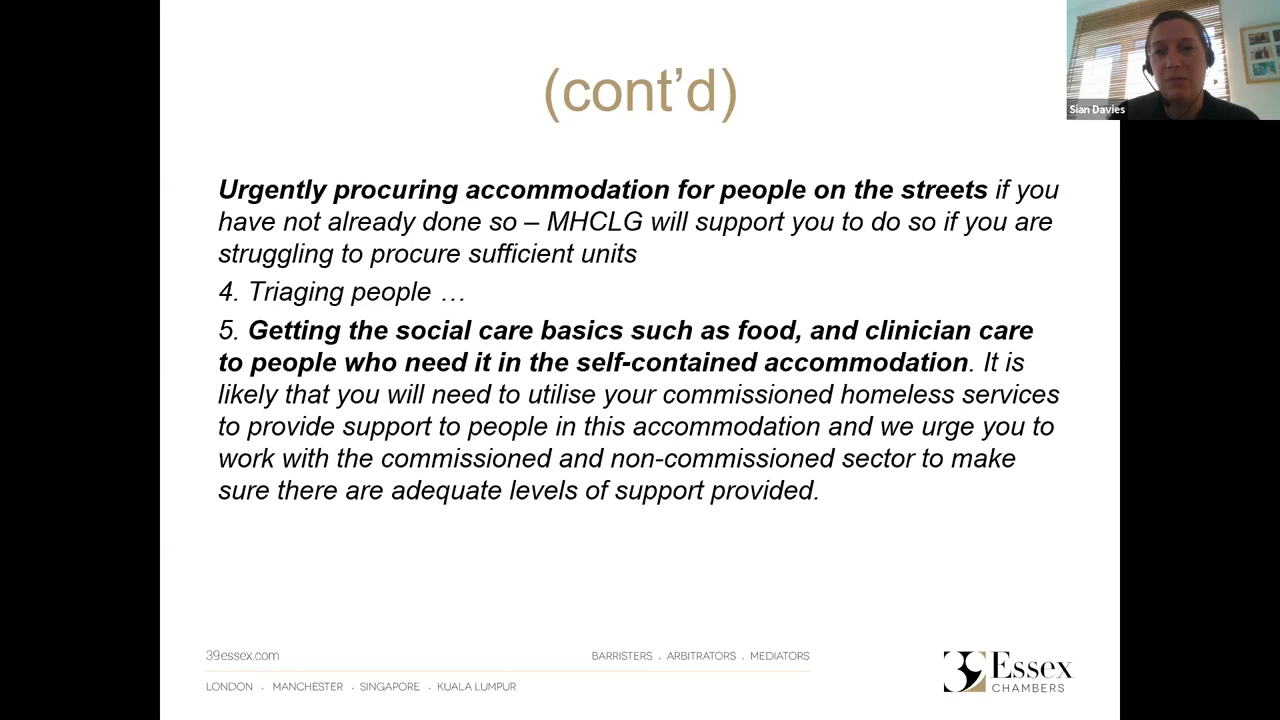 (cont’d)
Sian Davies
Urgently procuring accommodation for people on the streets if you
have not already done so – MHCLG will support you to do so if you are
struggling to procure sufficient units
4. Triaging people …
5. Getting the social care basics such as food, and clinician care
to people who need it in the self-contained accommodation. It is
likely that you will need to utilise your commissioned homeless services
to provide support to people in this accommodation and we urge you to
work with the commissioned and non-commissioned sector to make
sure there are adequate levels of support provided.
39essex.com
BARRISTERS . ARBITRATORS . MEDIATORS
LONDON . MANCHESTER . SINGAPORE . KUALA LUMPUR
39 Essex
CHAMBERS